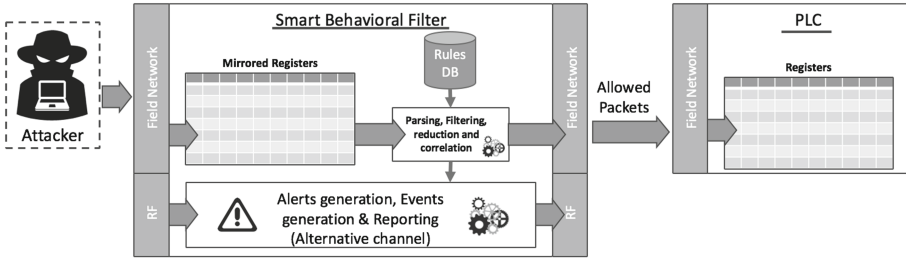 Attacker
Field Network
RF
Smart Behavioral Filter
Mirrored Registers
Rules
DB
Parsing, Filtering,
reduction and
correlation
Alerts generation, Events
generation & Reporting
(Alternative channel)
Field Network
RF
Allowed
Packets
Field Network
PLC
Registers